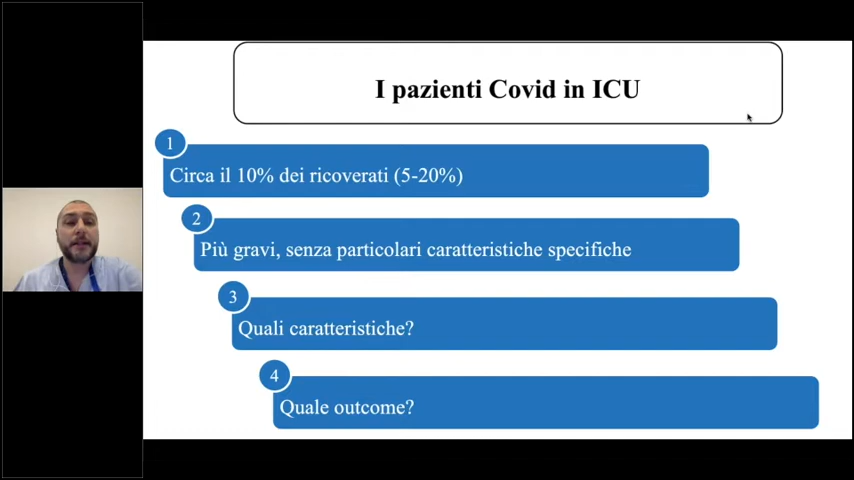 I pazienti Covid in ICU
1
Circa il 10% dei ricoverati (5-20%)
2
Più gravi, senza particolari caratteristiche specifiche
3
Quali caratteristiche?
4
Quale outcome?